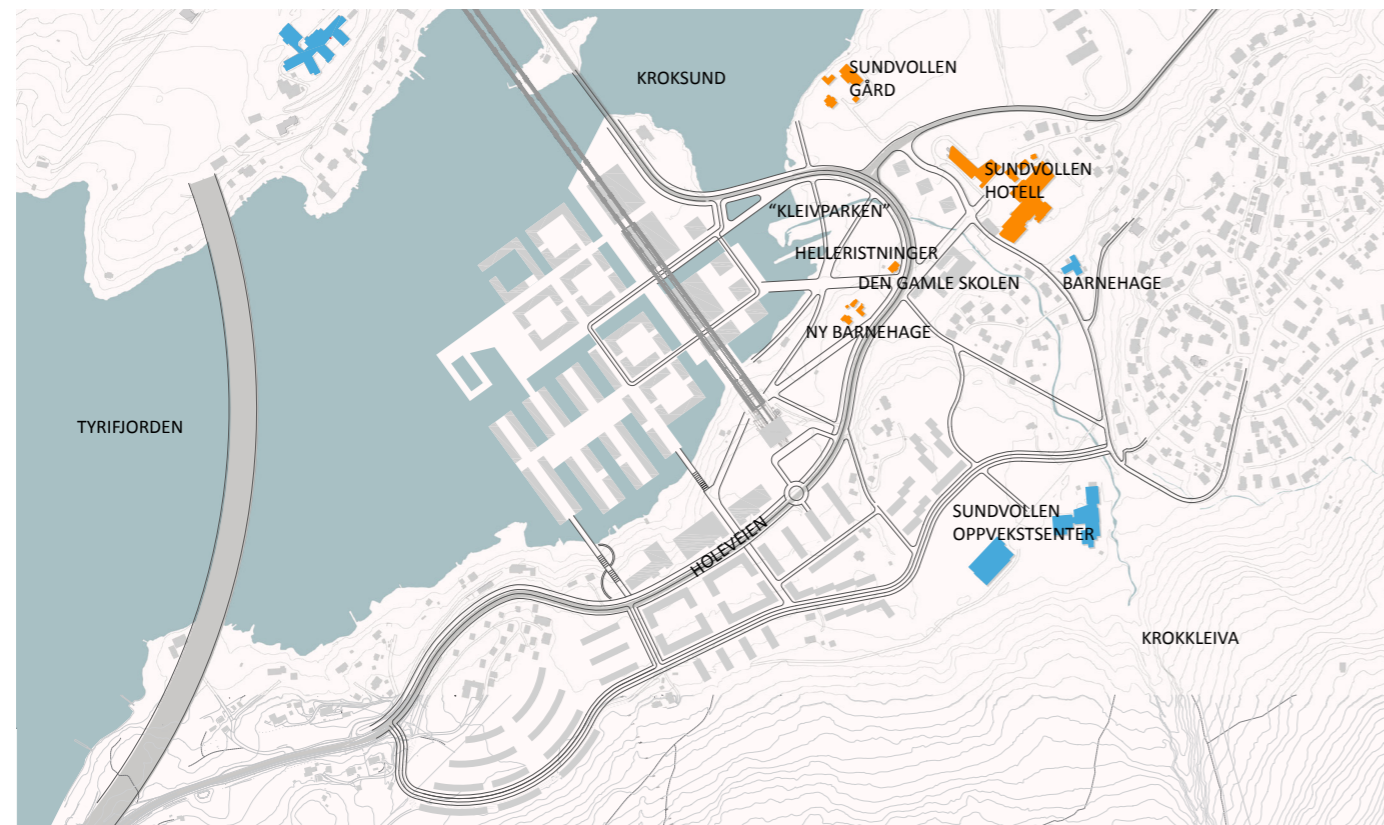 KROKSUND
SUNDVOLLEN
GÅRD
SUNDVOLLEN
HOTELL
“KLEIVPARKEN”
HELLERISTNINGER
DEN GAMLE SKOLEN
BARNEHAGE
NY BARNEHAGE
TYRIFJORDEN
SUNDVOLLEN
OPPVEKSTSENTER
HOLEVEIEN
KROKKLEIVA